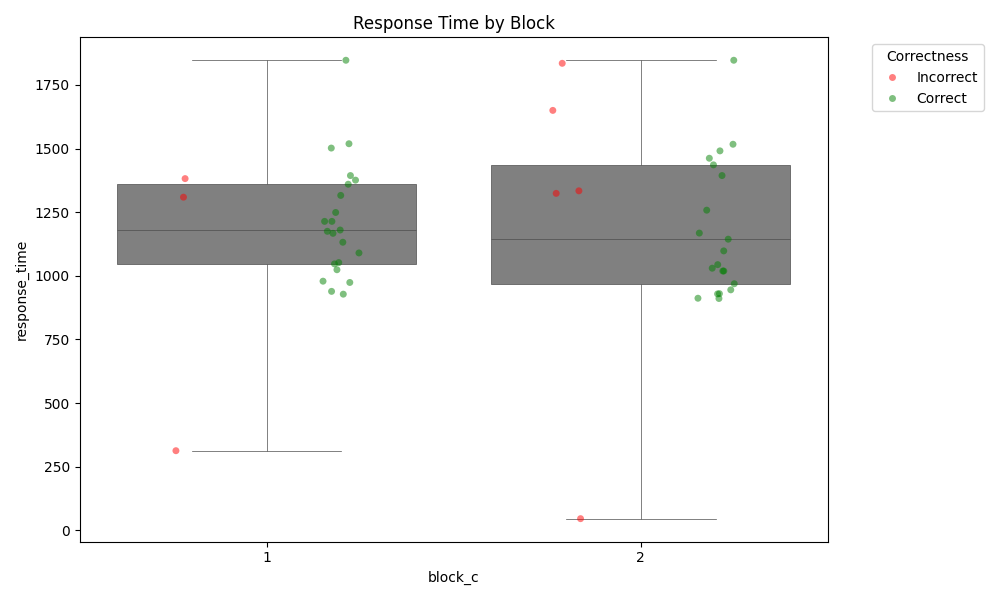 Response Time by Block
Correctness
Incorrect
Correct
1750
1500
1250
1000
750
500
250
0
response_time
1
2
block_c